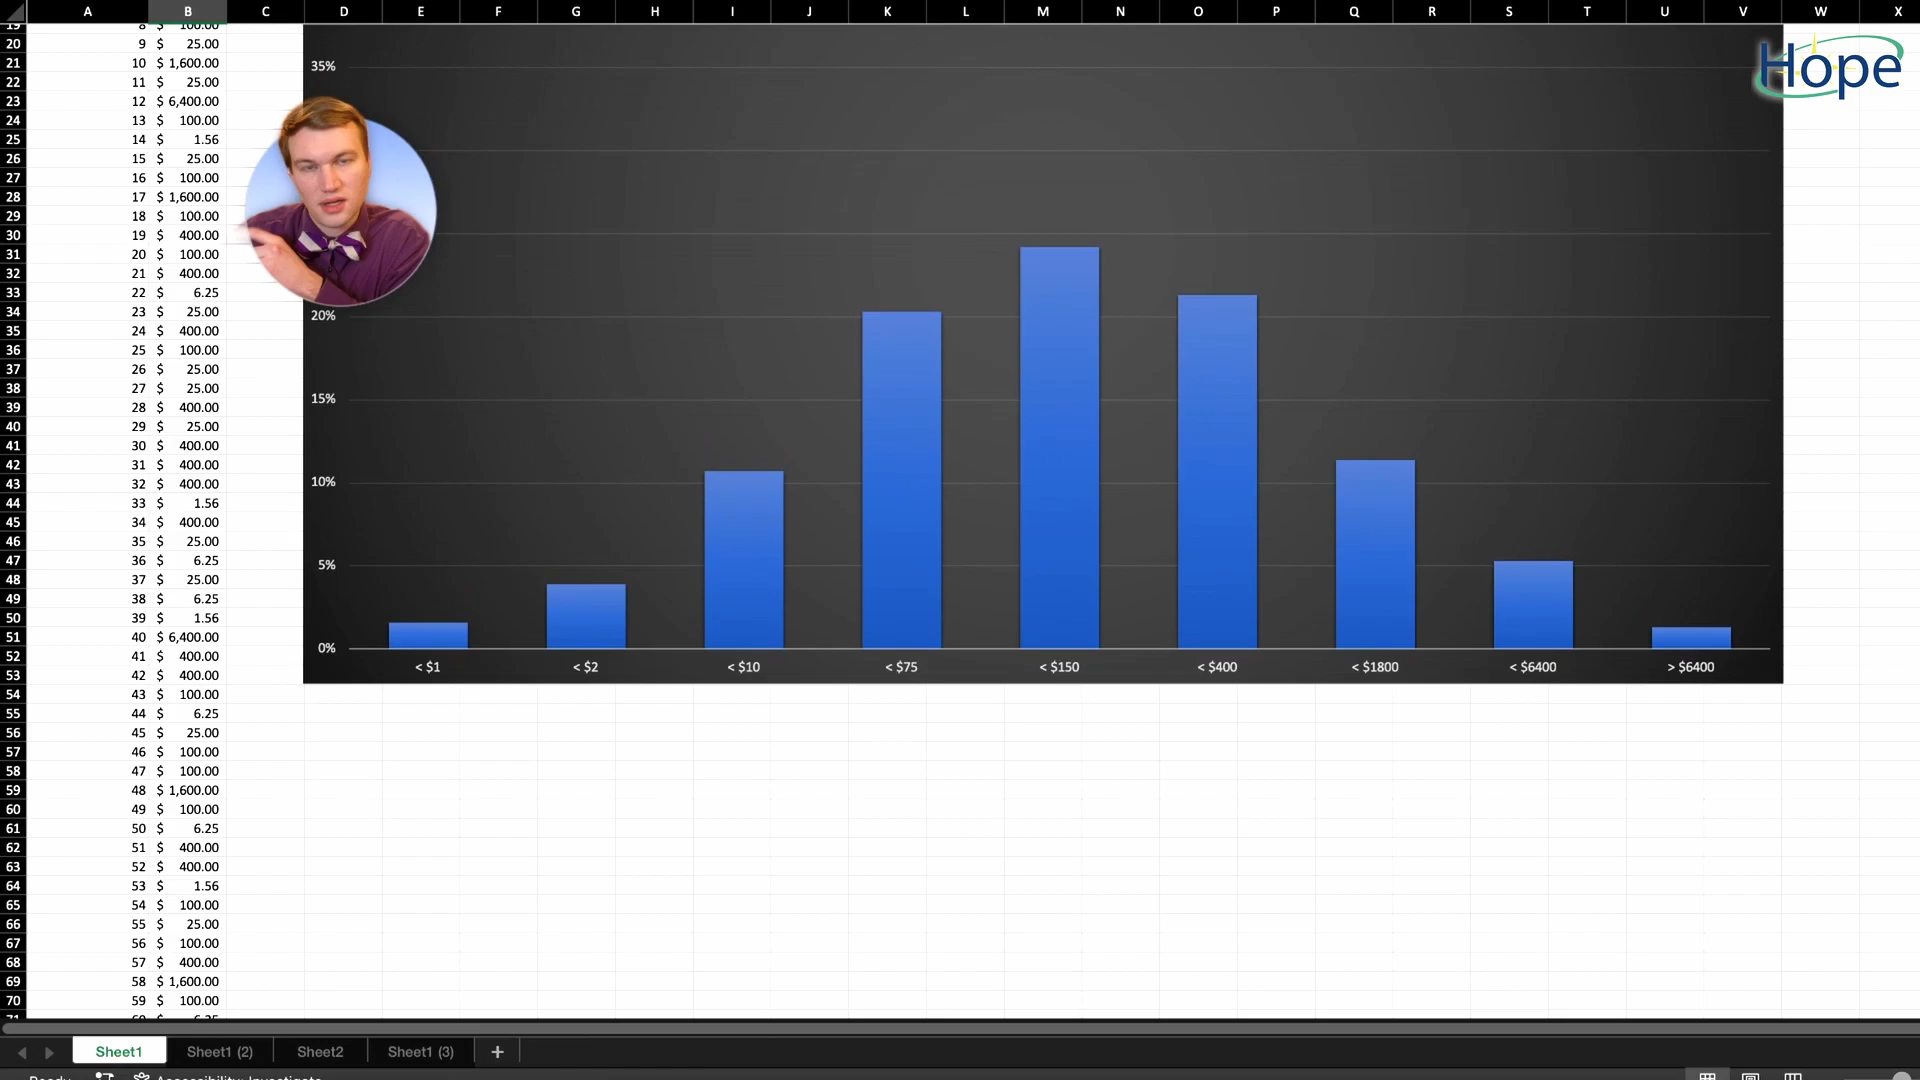 A B C D E F G H I J K L M N O P Q R S T U V W X
19 8 $ 100.00
20 9 $ 25.00
21 10 $ 1,600.00
22 11 $ 25.00
23 12 $ 6,400.00
24 13 $ 100.00
25 14 $ 1.56
26 15 $ 25.00
27 16 $ 100.00
28 17 $ 1,600.00
29 18 $ 100.00
30 19 $ 400.00
31 20 $ 100.00
32 21 $ 400.00
33 22 $ 6.25
34 23 $ 25.00
35 24 $ 400.00
36 25 $ 100.00
37 26 $ 25.00
38 27 $ 25.00
39 28 $ 400.00
40 29 $ 25.00
41 30 $ 400.00
42 31 $ 400.00
43 32 $ 400.00
44 33 $ 1.56
45 34 $ 400.00
46 35 $ 25.00
47 36 $ 6.25
48 37 $ 25.00
49 38 $ 6.25
50 39 $ 1.56
51 40 $ 6,400.00
52 41 $ 400.00
53 42 $ 400.00
54 43 $ 100.00
55 44 $ 6.25
56 45 $ 25.00
57 46 $ 100.00
58 47 $ 100.00
59 48 $ 1,600.00
60 49 $ 100.00
61 50 $ 6.25
62 51 $ 400.00
63 52 $ 400.00
64 53 $ 1.56
65 54 $ 100.00
66 55 $ 25.00
67 56 $ 100.00
68 57 $ 400.00
69 58 $ 1,600.00
70 59 $ 100.00
71 60 6.25
Hope
35%
20%
15%
10%
5%
0%
< $1 < $2 < $10 < $75 < $150 < $400 < $1800 < $6400 > $6400
Sheet1 Sheet1 (2) Sheet2 Sheet1 (3) +
Ready Accessibility: Investigate